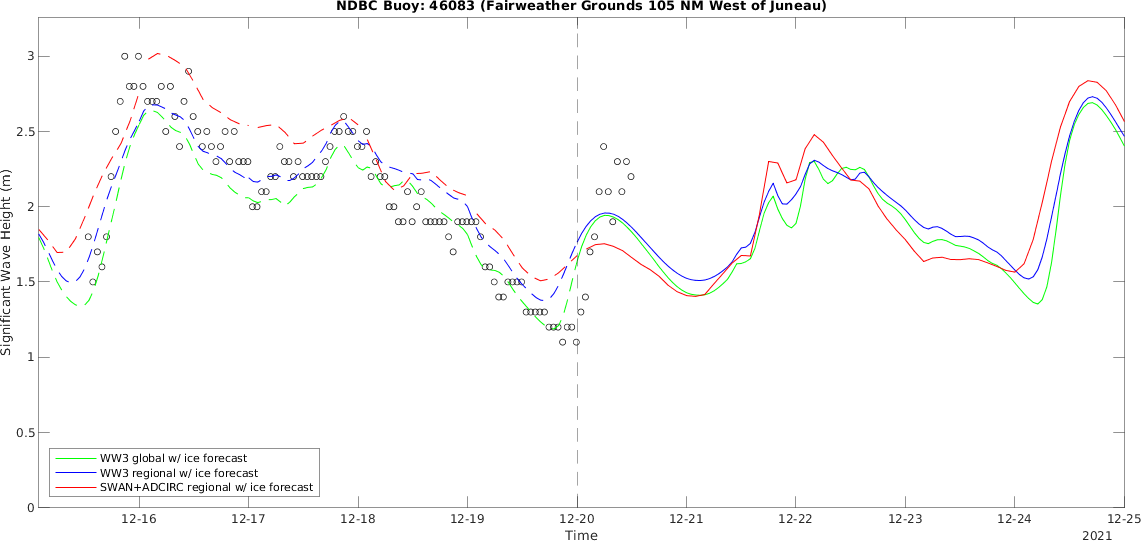 NDBC Buoy: 46083 (Fairweather Grounds 105 NM West of Juneau)
3
2.5
2
1.5
1
0.5
0
Significant Wave Height (m)
WW3 global w/ ice forecast
WW3 regional w/ ice forecast
SWAN+ADCIRC regional w/ ice forecast
12-16 12-17 12-18 12-19 12-20 12-21 12-22 12-23 12-24 12-25
Time
2021